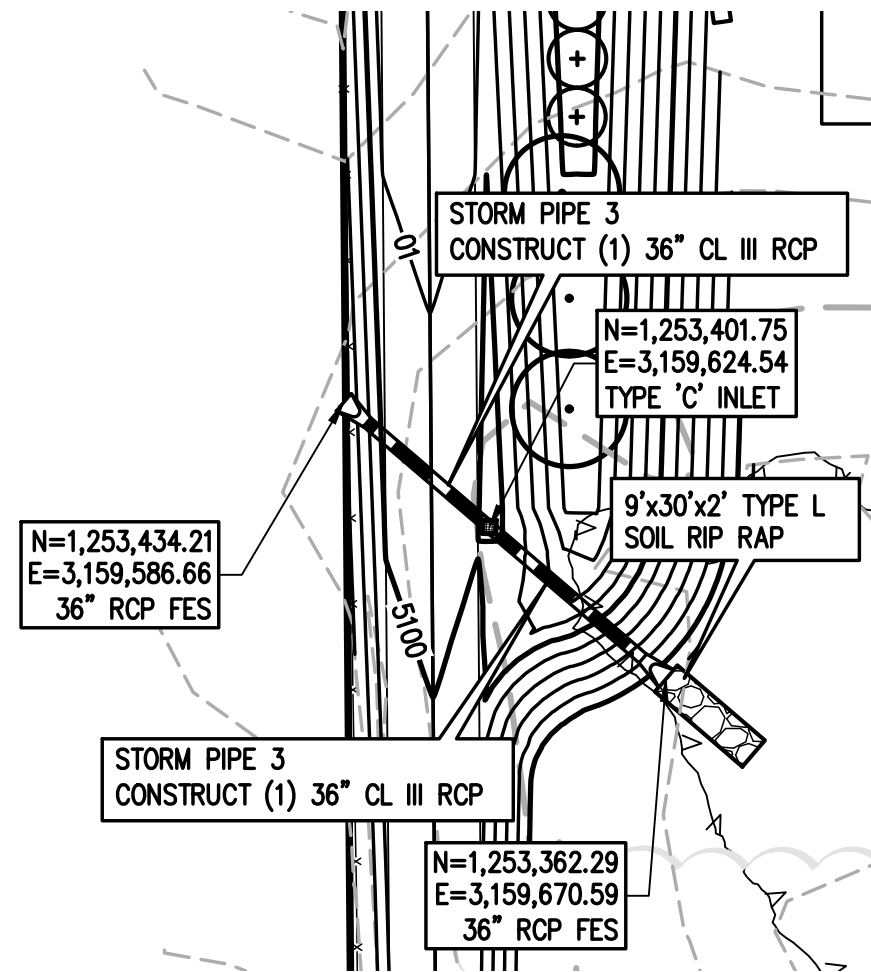 STORM PIPE 3
CONSTRUCT (1) 36" CL III RCP
01
N=1,253,401.75
E=3,159,624.54
TYPE 'C' INLET
9'x30'x2' TYPE L
SOIL RIP RAP
N=1,253,434.21
E=3,159,586.66
36" RCP FES
5100
STORM PIPE 3
CONSTRUCT (1) 36" CL III RCP
N=1,253,362.29
E=3,159,670.59
36" RCP FES